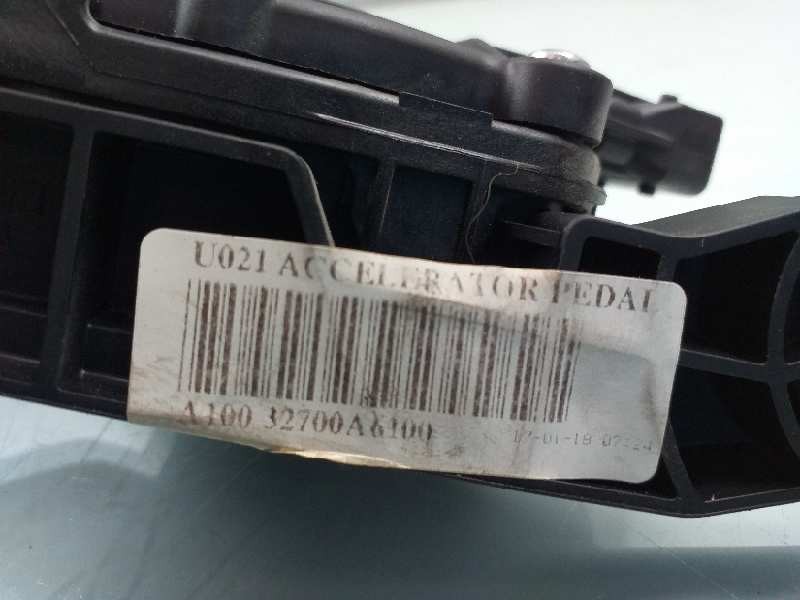 U021 ACCELERATOR PEDAL
A100 32700A6100
17-01-18 07:24